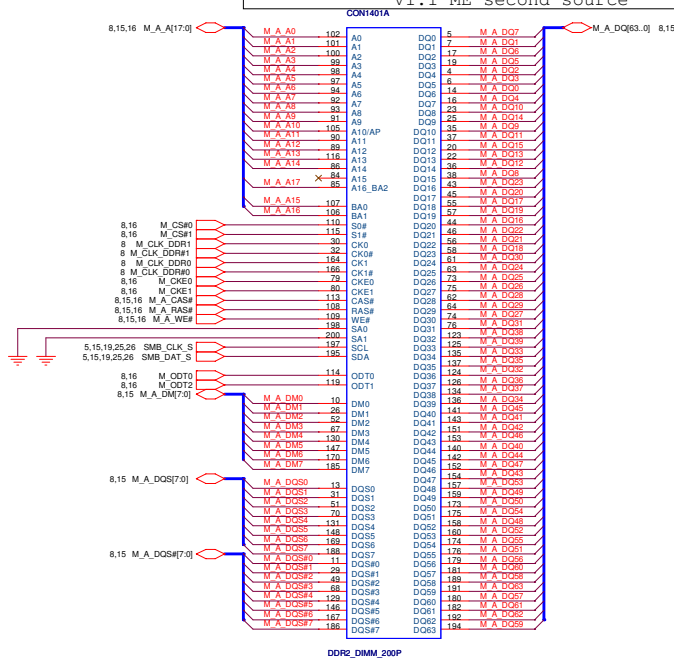 V1.1 ME second source
CON1401A
8,15,16 M_A_A[17:0] M_A_DQ[63..0] 8,15
M_A_A0 102 A0 DQ0 5 M_A_DQ7
M_A_A1 101 A1 DQ1 7 M_A_DQ1
M_A_A2 100 A2 DQ2 17 M_A_DQ6
M_A_A3 99 A3 DQ3 19 M_A_DQ5
M_A_A4 98 A4 DQ4 4 M_A_DQ2
M_A_A5 97 A5 DQ5 6 M_A_DQ3
M_A_A6 94 A6 DQ6 14 M_A_DQ0
M_A_A7 92 A7 DQ7 16 M_A_DQ4
M_A_A8 93 A8 DQ8 23 M_A_DQ10
M_A_A9 91 A9 DQ9 25 M_A_DQ14
M_A_A10 105 A10/AP DQ10 35 M_A_DQ9
M_A_A11 90 A11 DQ11 37 M_A_DQ11
M_A_A12 89 A12 DQ12 20 M_A_DQ15
M_A_A13 116 A13 DQ13 22 M_A_DQ13
M_A_A14 86 A14 DQ14 36 M_A_DQ12
84 A15 DQ15 38 M_A_DQ8
M_A_A17 85 A16_BA2 DQ16 43 M_A_DQ23
DQ17 45 M_A_DQ20
M_A_A15 107 BA0 DQ18 55 M_A_DQ17
M_A_A16 106 BA1 DQ19 57 M_A_DQ19
8,16 M_CS#0 110 S0# DQ20 44 M_A_DQ16
8,16 M_CS#1 115 S1# DQ21 46 M_A_DQ22
8 M_CLK_DDR1 30 CK0 DQ22 56 M_A_DQ21
8 M_CLK_DDR#1 32 CK0# DQ23 58 M_A_DQ18
8 M_CLK_DDR0 164 CK1 DQ24 61 M_A_DQ30
8 M_CLK_DDR#0 166 CK1# DQ25 63 M_A_DQ24
8,16 M_CKE0 79 CKE0 DQ26 73 M_A_DQ25
8,16 M_CKE1 80 CKE1 DQ27 75 M_A_DQ26
8,15,16 M_A_CAS# 113 CAS# DQ28 62 M_A_DQ28
8,15,16 M_A_RAS# 108 RAS# DQ29 64 M_A_DQ29
8,15,16 M_A_WE# 109 WE# DQ30 74 M_A_DQ27
198 SA0 DQ31 76 M_A_DQ31
200 SA1 DQ32 123 M_A_DQ38
5,15,19,25,26 SMB_CLK_S 197 SCL DQ33 125 M_A_DQ39
5,15,19,25,26 SMB_DAT_S 195 SDA DQ34 135 M_A_DQ33
DQ35 137 M_A_DQ35
8,16 M_ODT0 114 ODT0 DQ36 124 M_A_DQ32
8,16 M_ODT2 119 ODT1 DQ37 126 M_A_DQ36
8,15 M_A_DM[7:0] DQ38 134 M_A_DQ37
M_A_DM0 10 DM0 DQ39 136 M_A_DQ34
M_A_DM1 26 DM1 DQ40 141 M_A_DQ45
M_A_DM2 52 DM2 DQ41 143 M_A_DQ40
M_A_DM3 67 DM3 DQ42 151 M_A_DQ41
M_A_DM4 130 DM4 DQ43 153 M_A_DQ46
M_A_DM5 147 DM5 DQ44 140 M_A_DQ42
M_A_DM6 170 DM6 DQ45 142 M_A_DQ44
M_A_DM7 185 DM7 DQ46 152 M_A_DQ47
8,15 M_A_DQS[7:0] DQ47 154 M_A_DQ43
M_A_DQS0 13 DQS0 DQ48 157 M_A_DQ53
M_A_DQS1 31 DQS1 DQ49 159 M_A_DQ49
M_A_DQS2 51 DQS2 DQ50 173 M_A_DQ50
M_A_DQS3 70 DQS3 DQ51 175 M_A_DQ54
M_A_DQS4 131 DQS4 DQ52 158 M_A_DQ48
M_A_DQS5 148 DQS5 DQ53 160 M_A_DQ52
M_A_DQS6 169 DQS6 DQ54 174 M_A_DQ55
8,15 M_A_DQS#[7:0] M_A_DQS7 188 DQS7 DQ55 176 M_A_DQ51
M_A_DQS#0 11 DQS#0 DQ56 179 M_A_DQ56
M_A_DQS#1 29 DQS#1 DQ57 181 M_A_DQ60
M_A_DQS#2 49 DQS#2 DQ58 189 M_A_DQ58
M_A_DQS#3 68 DQS#3 DQ59 191 M_A_DQ63
M_A_DQS#4 129 DQS#4 DQ60 180 M_A_DQ57
M_A_DQS#5 146 DQS#5 DQ61 182 M_A_DQ61
M_A_DQS#6 167 DQS#6 DQ62 192 M_A_DQ62
M_A_DQS#7 186 DQS#7 DQ63 194 M_A_DQ59
DDR2_DIMM_200P